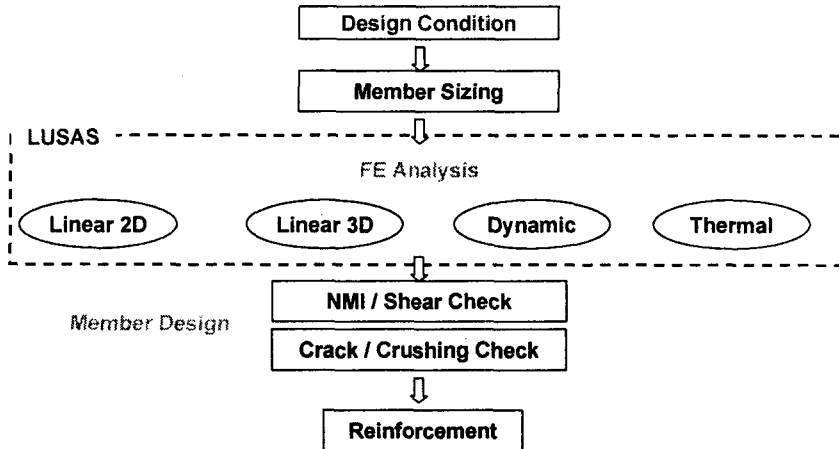 Design Condition
Member Sizing
LUSAS
FE Analysis
Linear 2D
Linear 3D
Dynamic
Thermal
NMI / Shear Check
Member Design
Crack / Crushing Check
Reinforcement